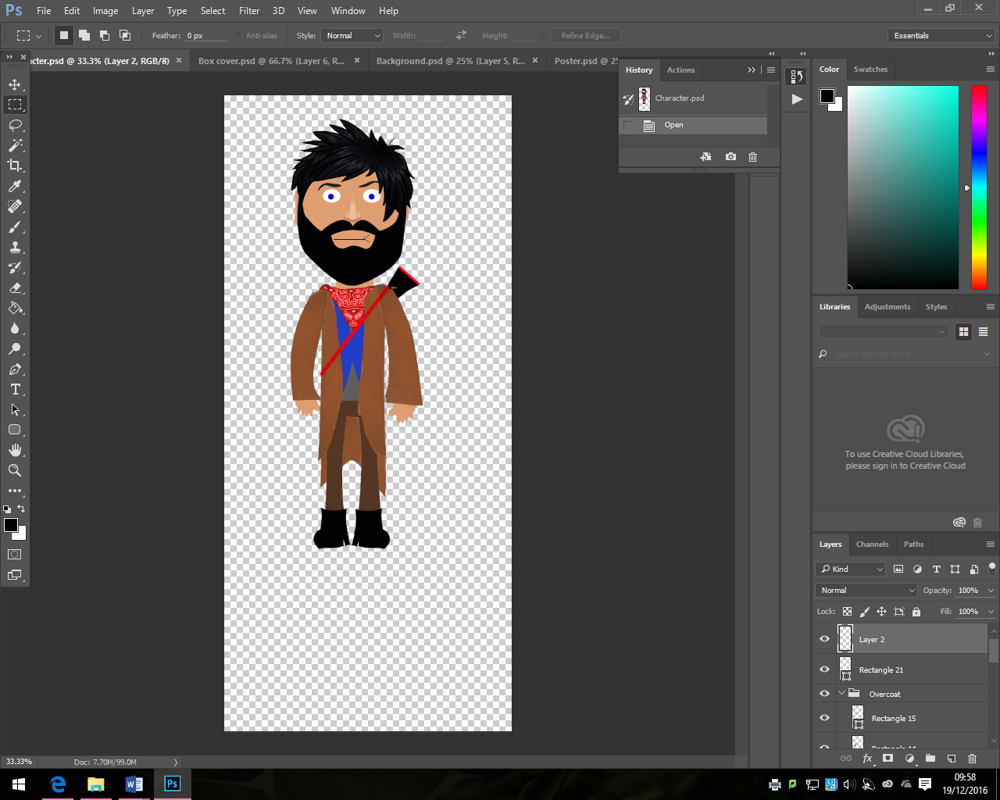 Ps File Edit Image Layer Type Select Filter 3D View Window Help
Feather: 0 px Anti-alias Style: Normal Width: Height: Refine Edge... Essentials
cter.psd @ 33.3% (Layer 2, RGB/8) × Box cover.psd @ 66.7% (Layer 6, R... × Background.psd @ 25% (Layer 5, R... × Poster.psd @ 25
History Actions
Character.psd
Open
Color Swatches
Libraries Adjustments Styles
Search Adobe Stock
To use Creative Cloud Libraries,
please sign in to Creative Cloud
Layers Channels Paths
Kind
Normal Opacity: 100%
Lock: Fill: 100%
Layer 2
Rectangle 21
Overcoat
Rectangle 15
Rectangle 14
33.33% Doc: 7.70M/99.0M
Ps
09:58
19/12/2016